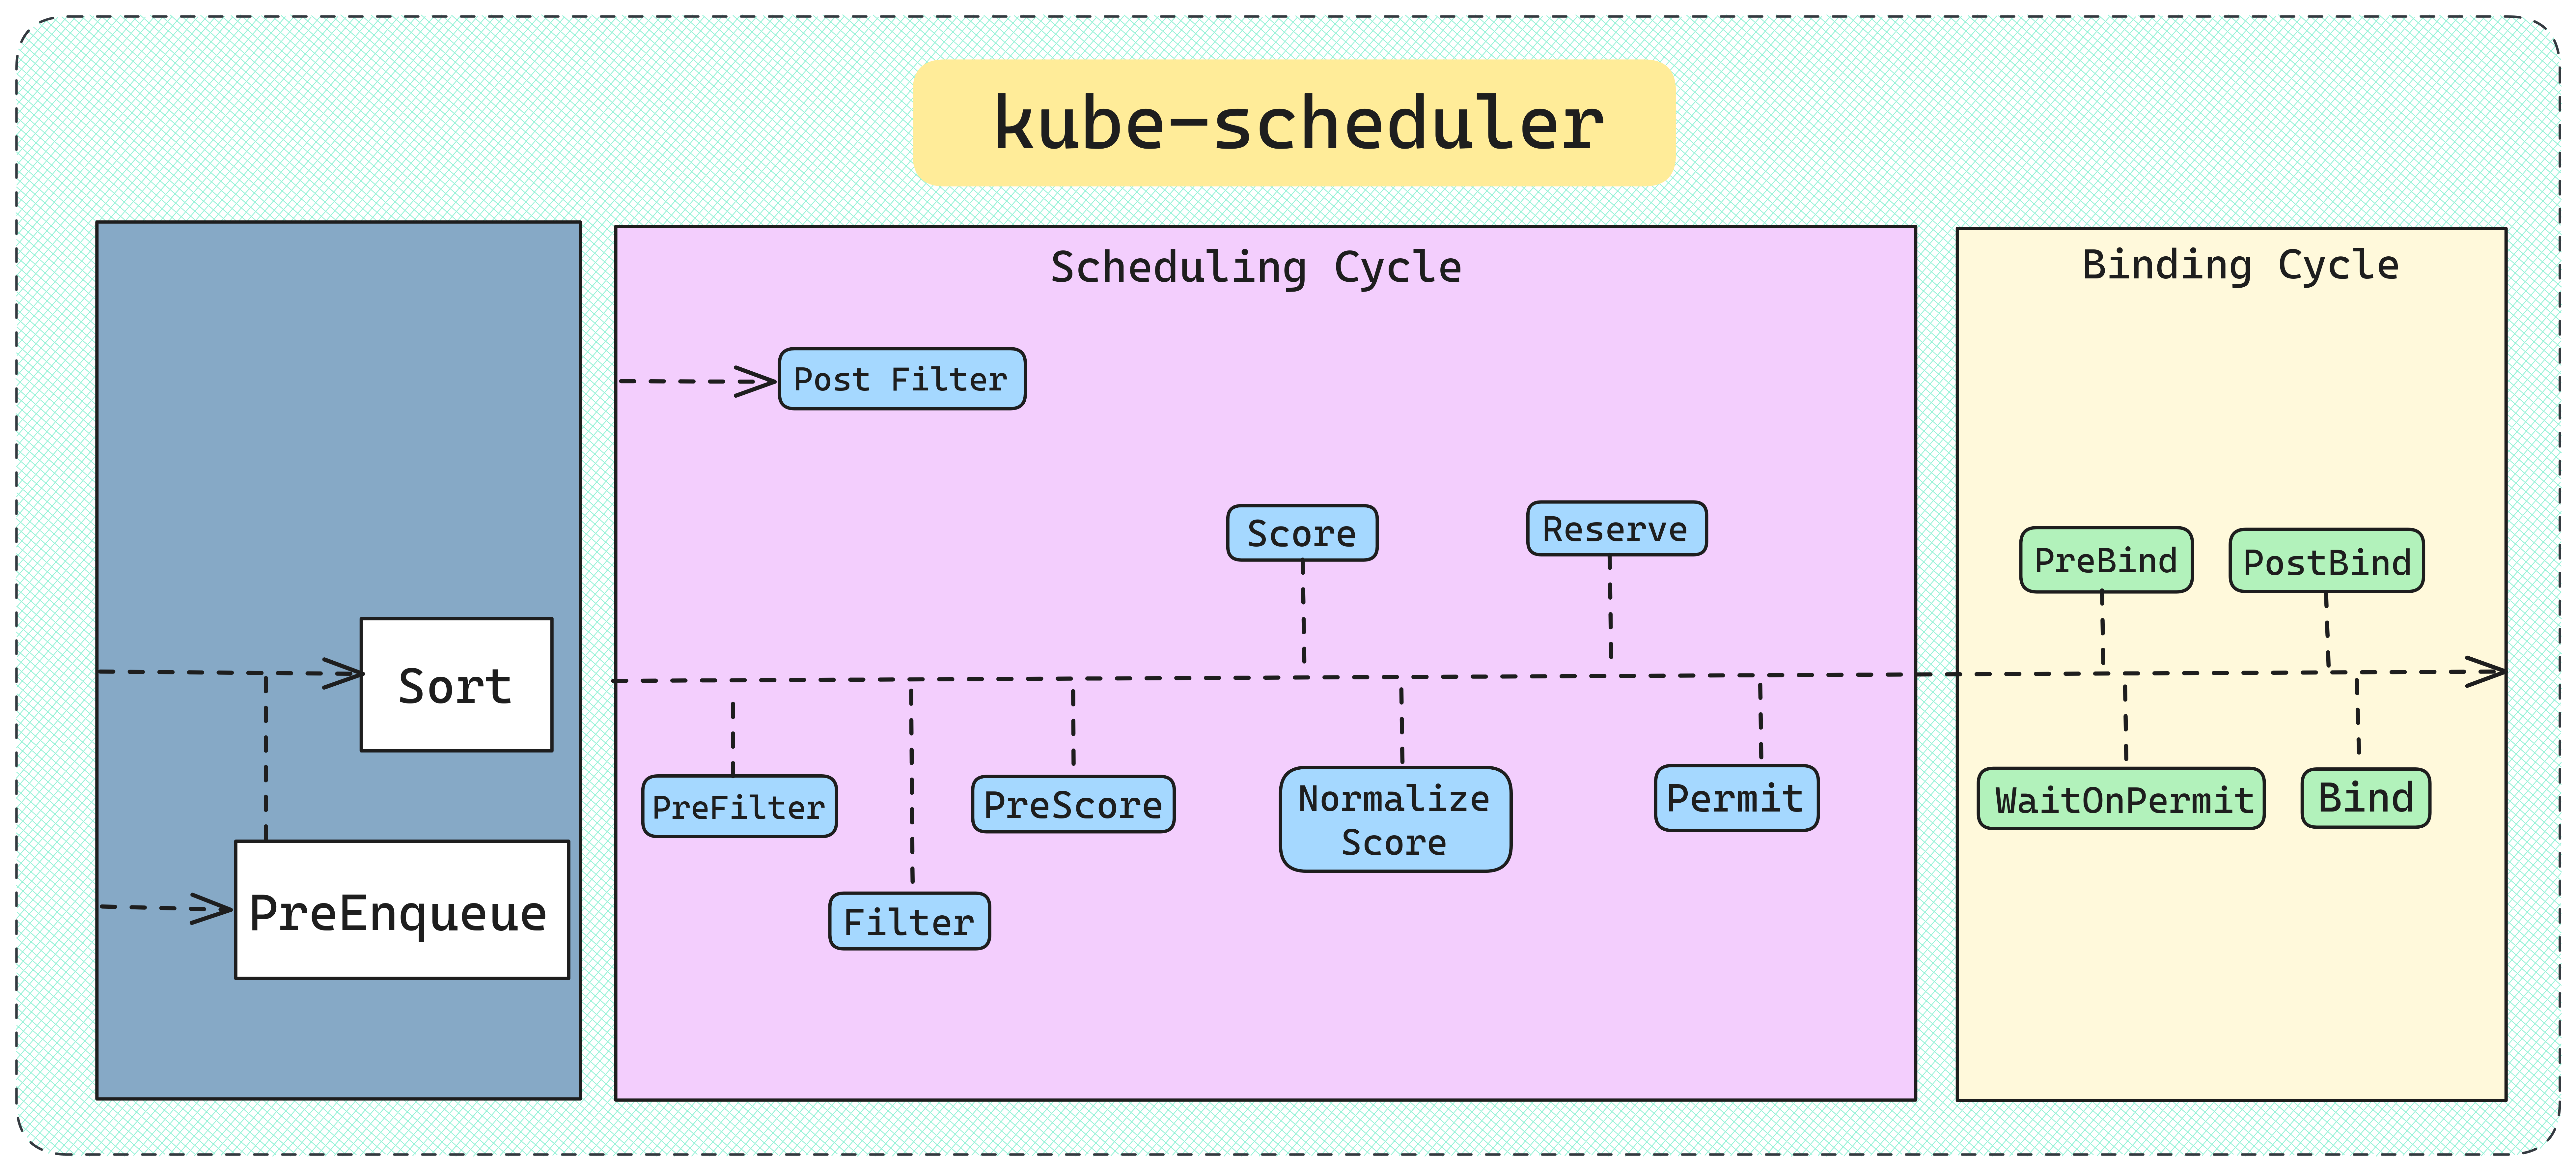 kube-scheduler
Sort
PreEnqueue
Scheduling Cycle
Post Filter
Score
Reserve
PreFilter
Filter
PreScore
Normalize
Score
Permit
Binding Cycle
PreBind
PostBind
WaitOnPermit
Bind